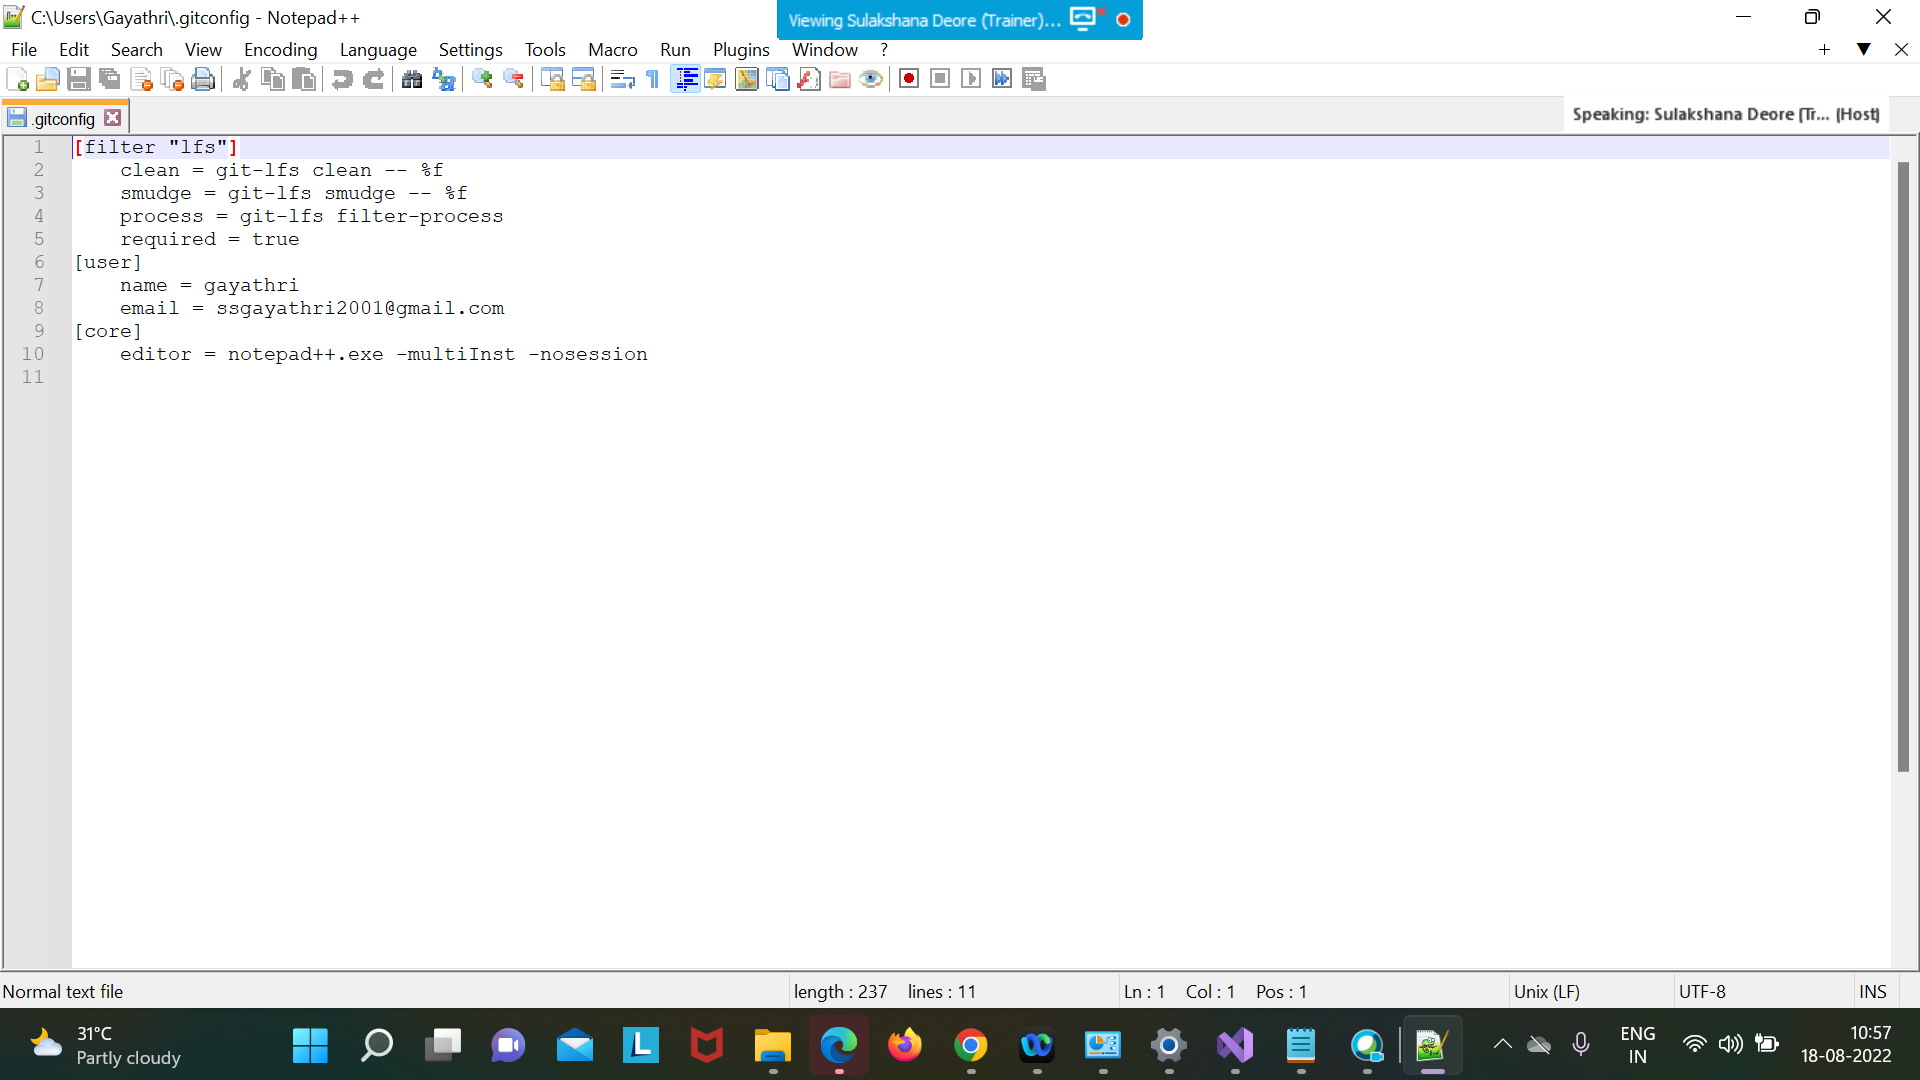 C:\Users\Gayathri\.gitconfig - Notepad++
Viewing Sulakshana Deore (Trainer)...
File Edit Search View Encoding Language Settings Tools Macro Run Plugins Window ?
.gitconfig
Speaking: Sulakshana Deore (Tr... (Host)
1 [filter "lfs"]
2 clean = git-lfs clean -- %f
3 smudge = git-lfs smudge -- %f
4 process = git-lfs filter-process
5 required = true
6 [user]
7 name = gayathri
8 email = ssgayathri2001@gmail.com
9 [core]
10 editor = notepad++.exe -multiInst -nosession
11
Normal text file length : 237 lines : 11 Ln : 1 Col : 1 Pos : 1 Unix (LF) UTF-8 INS
31°C
Partly cloudy
L
ENG
IN
10:57
18-08-2022